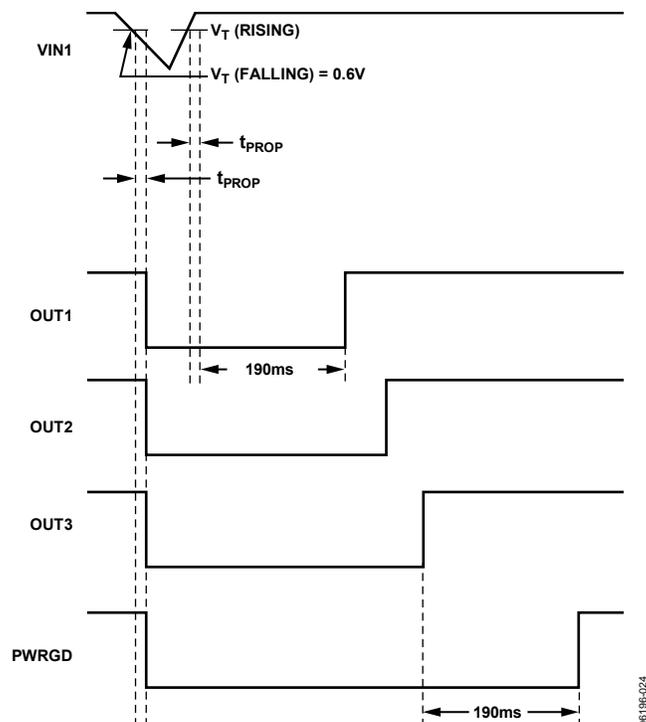 VIN1
V_T (RISING)
V_T (FALLING) = 0.6V
t_PROP
t_PROP
OUT1
190ms
OUT2
OUT3
PWRGD
190ms
06196-024